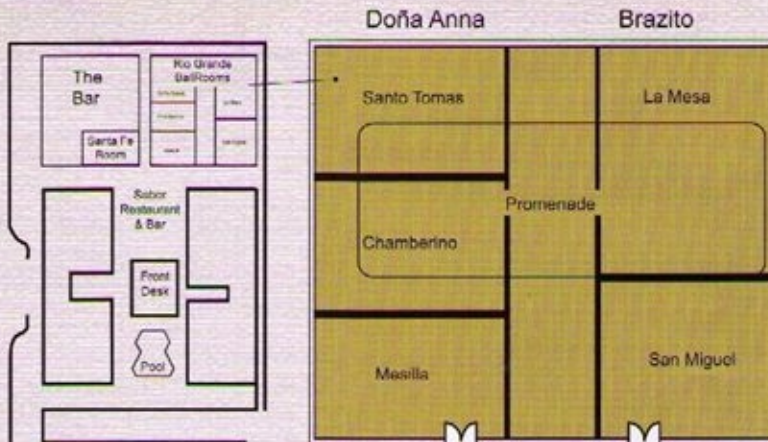 Doña Anna
Brazito
The
Bar
Rio Grande
BallRooms
Santa Fe
Room
Sabor
Restaurant
& Bar
Front
Desk
Pool
Santo Tomas
La Mesa
Promenade
Chamberino
Mesilla
San Miguel